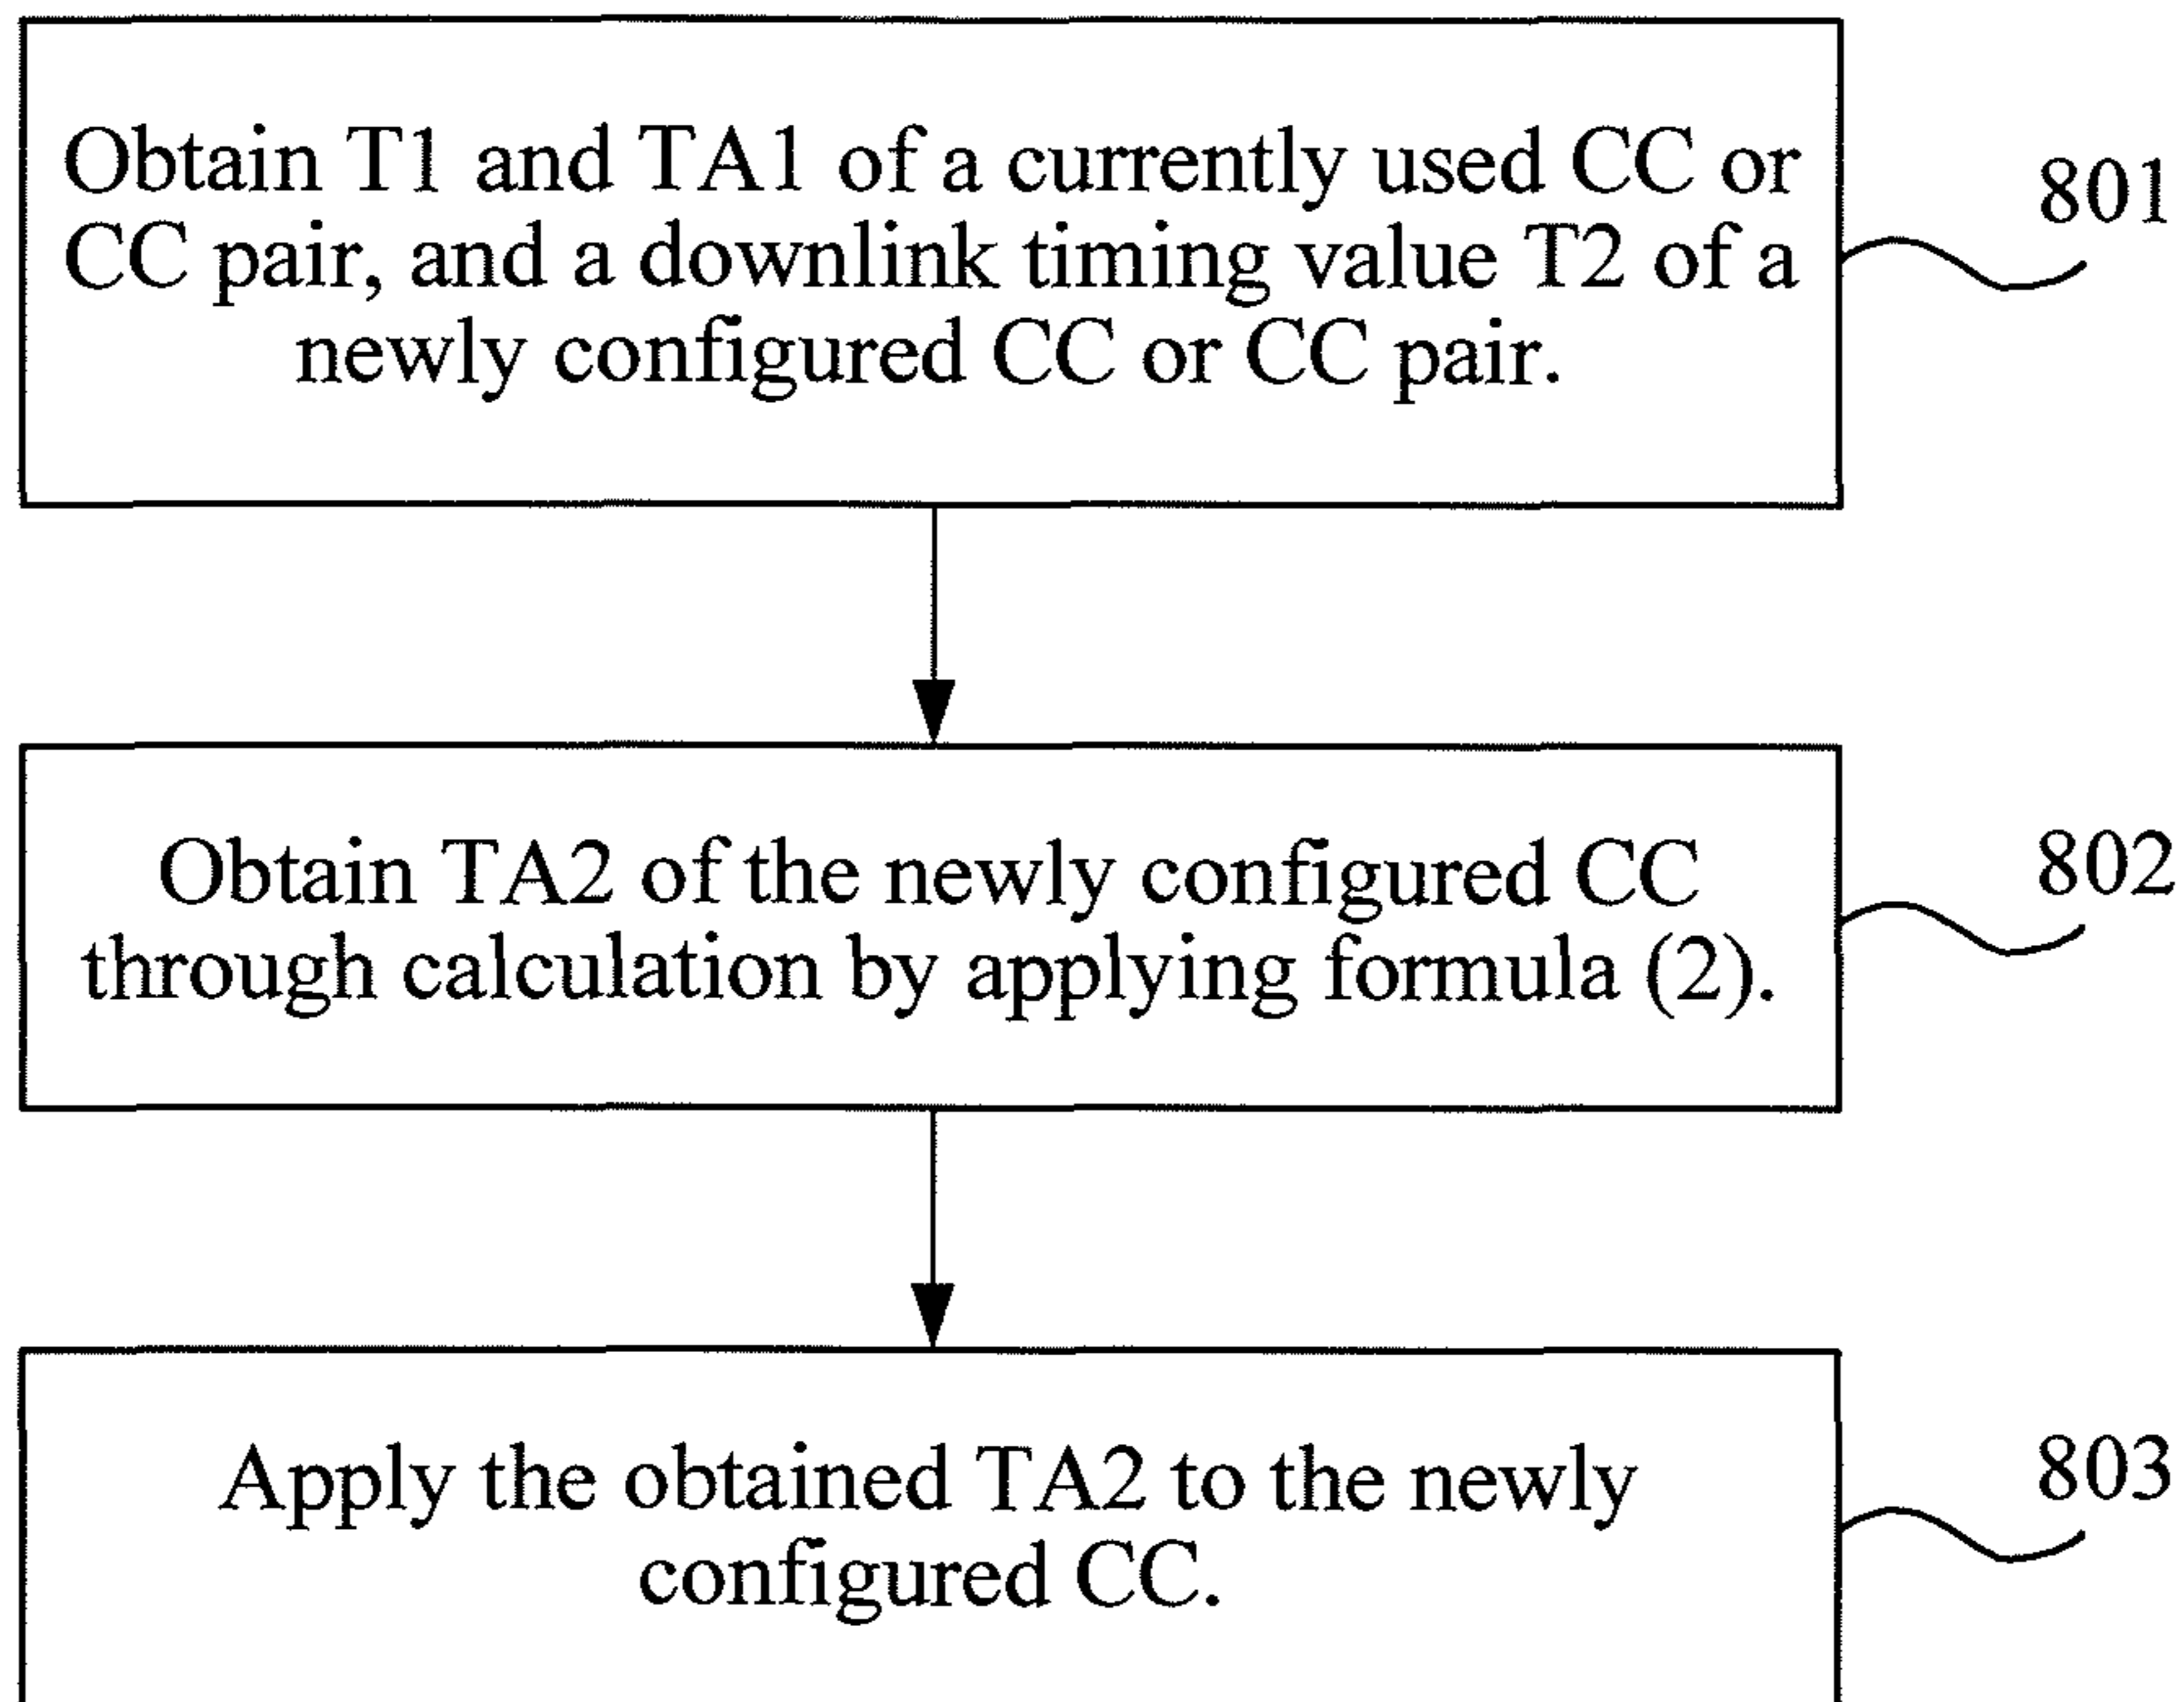 Obtain T1 and TA1 of a currently used CC or
CC pair, and a downlink timing value T2 of a
newly configured CC or CC pair.
801
Obtain TA2 of the newly configured CC
through calculation by applying formula (2).
802
Apply the obtained TA2 to the newly
configured CC.
803